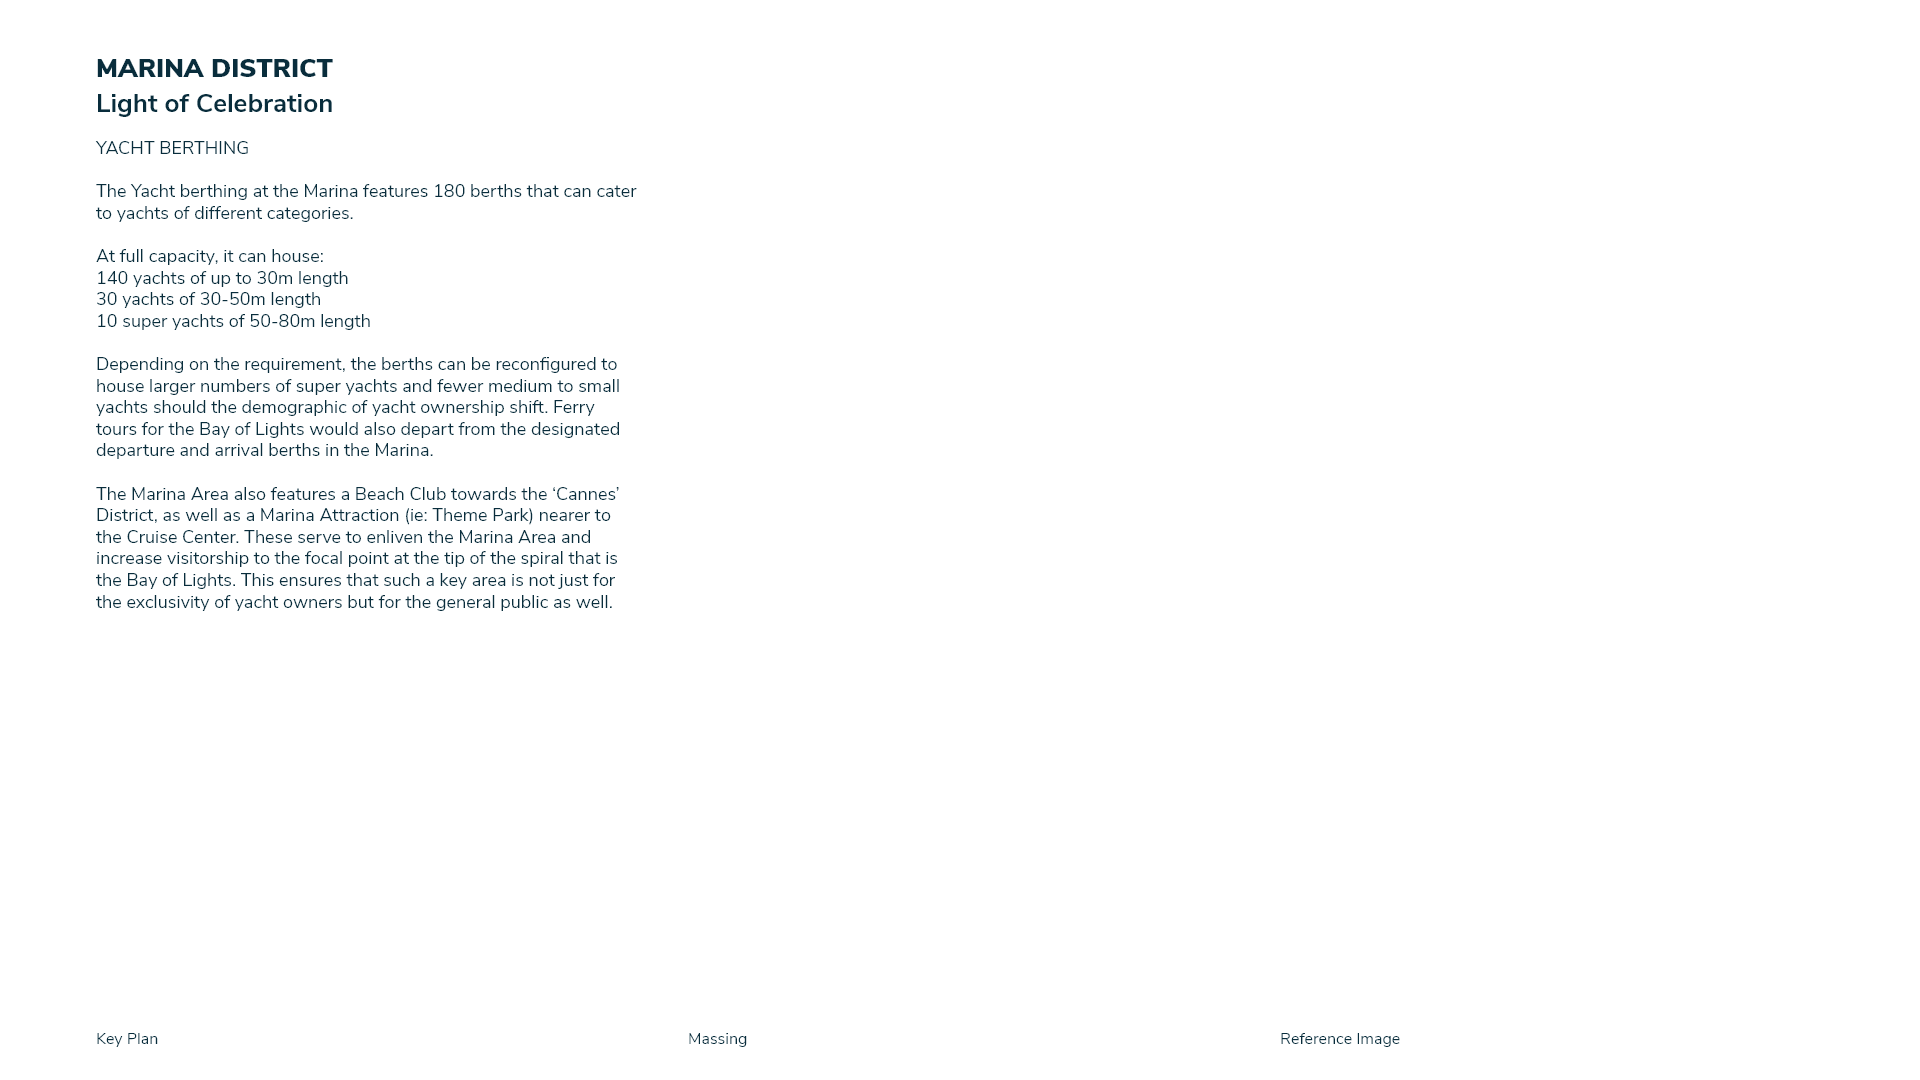 MARINA DISTRICT
Light of Celebration
YACHT BERTHING
The Yacht berthing at the Marina features 180 berths that can cater
to yachts of different categories.
At full capacity, it can house:
140 yachts of up to 30m length
30 yachts of 30-50m length
10 super yachts of 50-80m length
Depending on the requirement, the berths can be reconfigured to
house larger numbers of super yachts and fewer medium to small
yachts should the demographic of yacht ownership shift. Ferry
tours for the Bay of Lights would also depart from the designated
departure and arrival berths in the Marina.
The Marina Area also features a Beach Club towards the ‘Cannes’
District, as well as a Marina Attraction (ie: Theme Park) nearer to
the Cruise Center. These serve to enliven the Marina Area and
increase visitorship to the focal point at the tip of the spiral that is
the Bay of Lights. This ensures that such a key area is not just for
the exclusivity of yacht owners but for the general public as well.
Key Plan
Massing
Reference Image